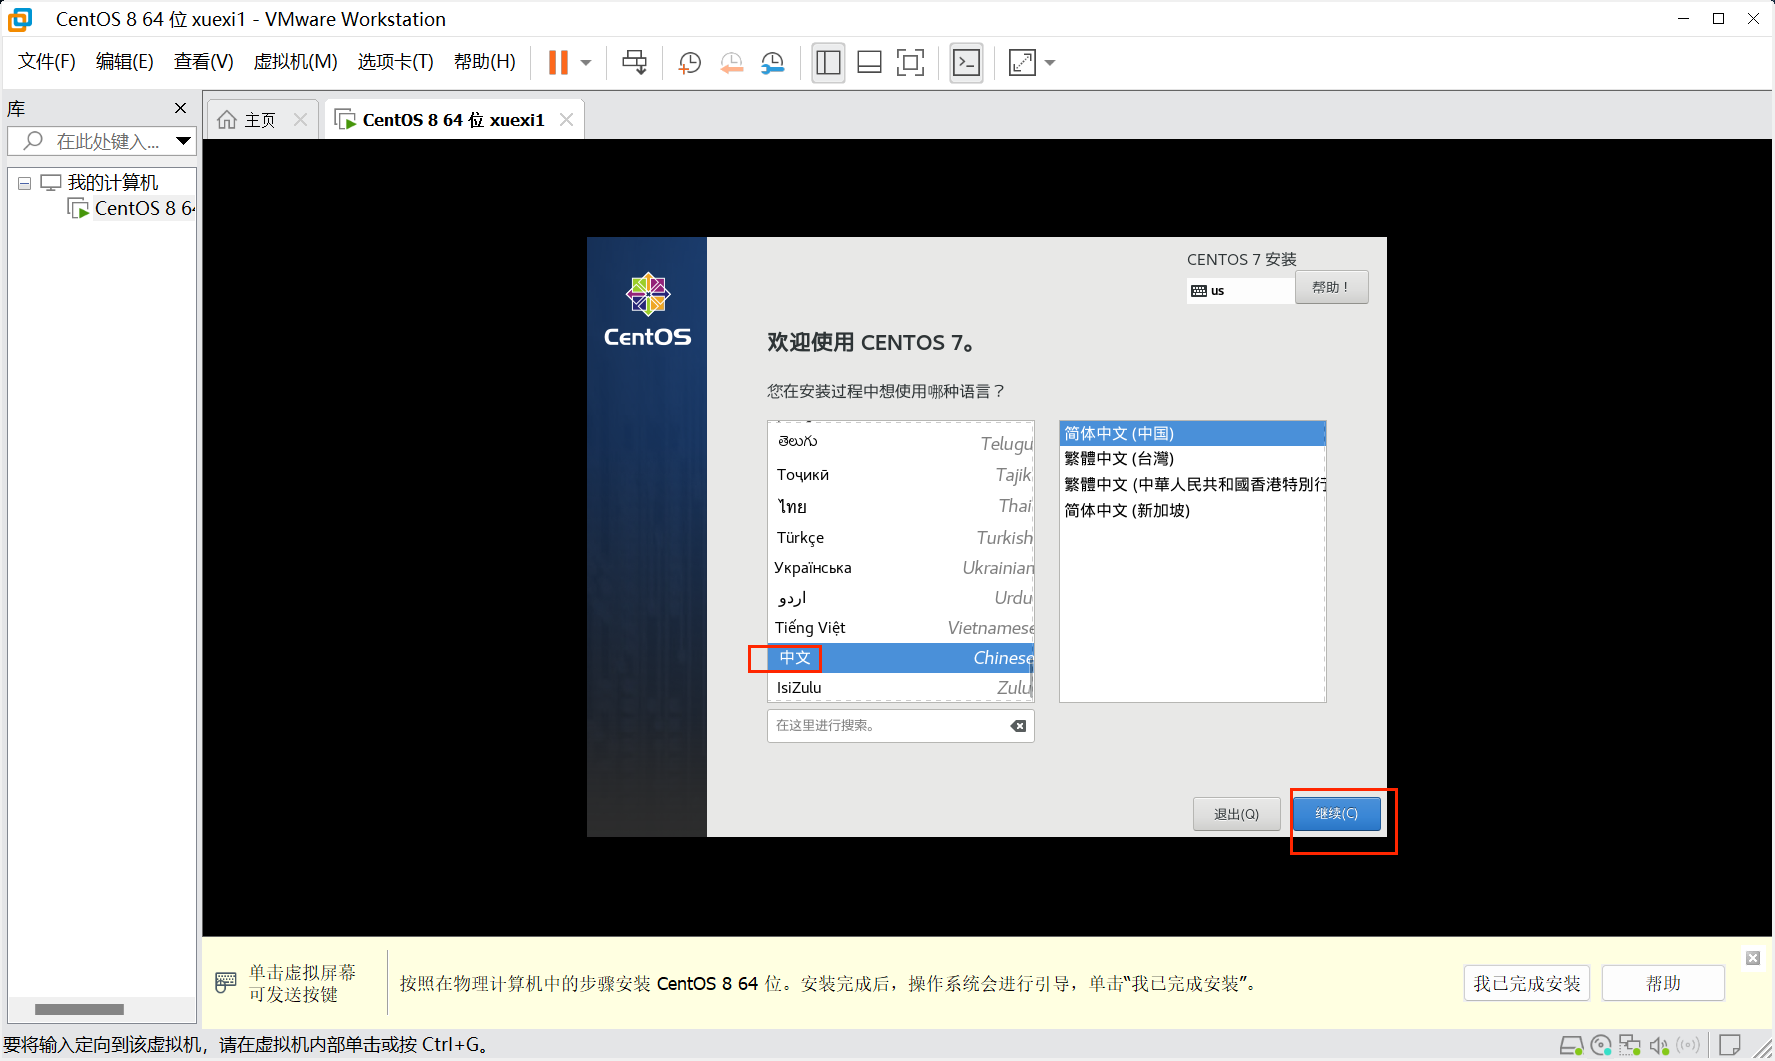 CentOS 8 64 位 xuexi1 - VMware Workstation
文件(F) 编辑(E) 查看(V) 虚拟机(M) 选项卡(T) 帮助(H)
库
在此处键入...
我的计算机
CentOS 8 64
主页
CentOS 8 64 位 xuexi1
CentOS
CENTOS 7 安装
us
帮助！
欢迎使用 CENTOS 7。
您在安装过程中想使用哪种语言？
తెలుగు Telugu
Тоҷикӣ Tajik
ไทย Thai
Türkçe Turkish
Українська Ukrainian
اردو Urdu
Tiếng Việt Vietnamese
中文 Chinese
IsiZulu Zulu
在这里进行搜索。
简体中文 (中国)
繁體中文 (台灣)
繁體中文 (中華人民共和國香港特別行
简体中文 (新加坡)
退出(Q)
继续(C)
单击虚拟屏幕
可发送按键
按照在物理计算机中的步骤安装 CentOS 8 64 位。安装完成后，操作系统会进行引导，单击“我已完成安装”。
我已完成安装
帮助
要将输入定向到该虚拟机，请在虚拟机内部单击或按 Ctrl+G。